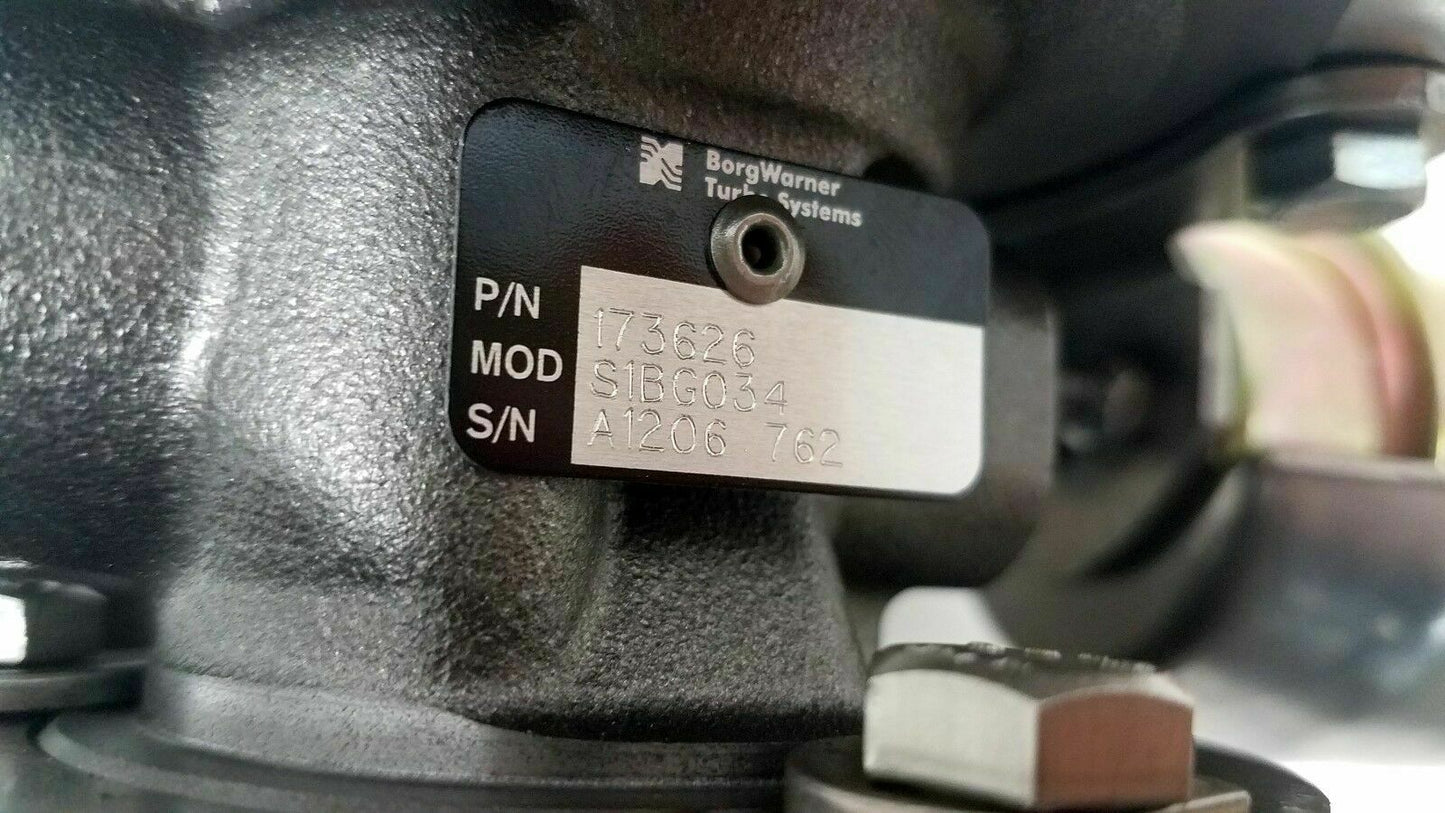 BorgWarner
Turbo Systems
P/N 173626
MOD S1BG034
S/N A1206 762